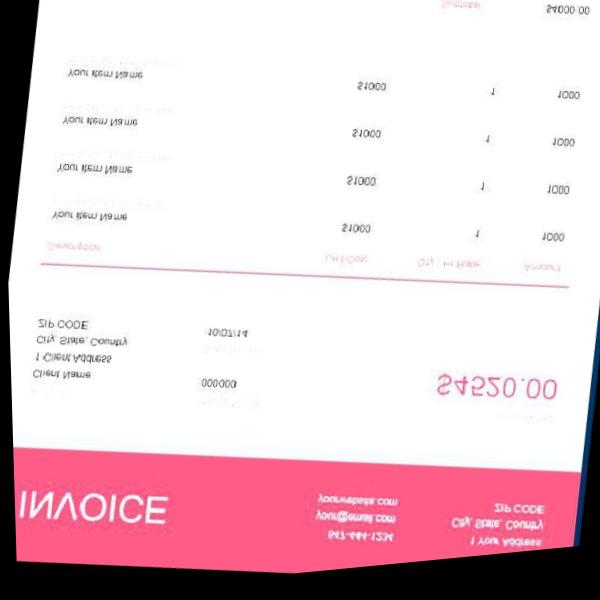 INVOICE
647-444-1234
your@email.com
yourwebsite.com
1 Your Address
City, State, Country
ZIP CODE
Client Name
1 Client Address
City, State, Country
ZIP CODE
000000
10/07/14
$4520.00
Description Unit Cost Qty / Hr Rate Amount
Your Item Name $1000 1 1000
Your Item Name $1000 1 1000
Your Item Name $1000 1 1000
Your Item Name $1000 1 1000
Subtotal $4000.00